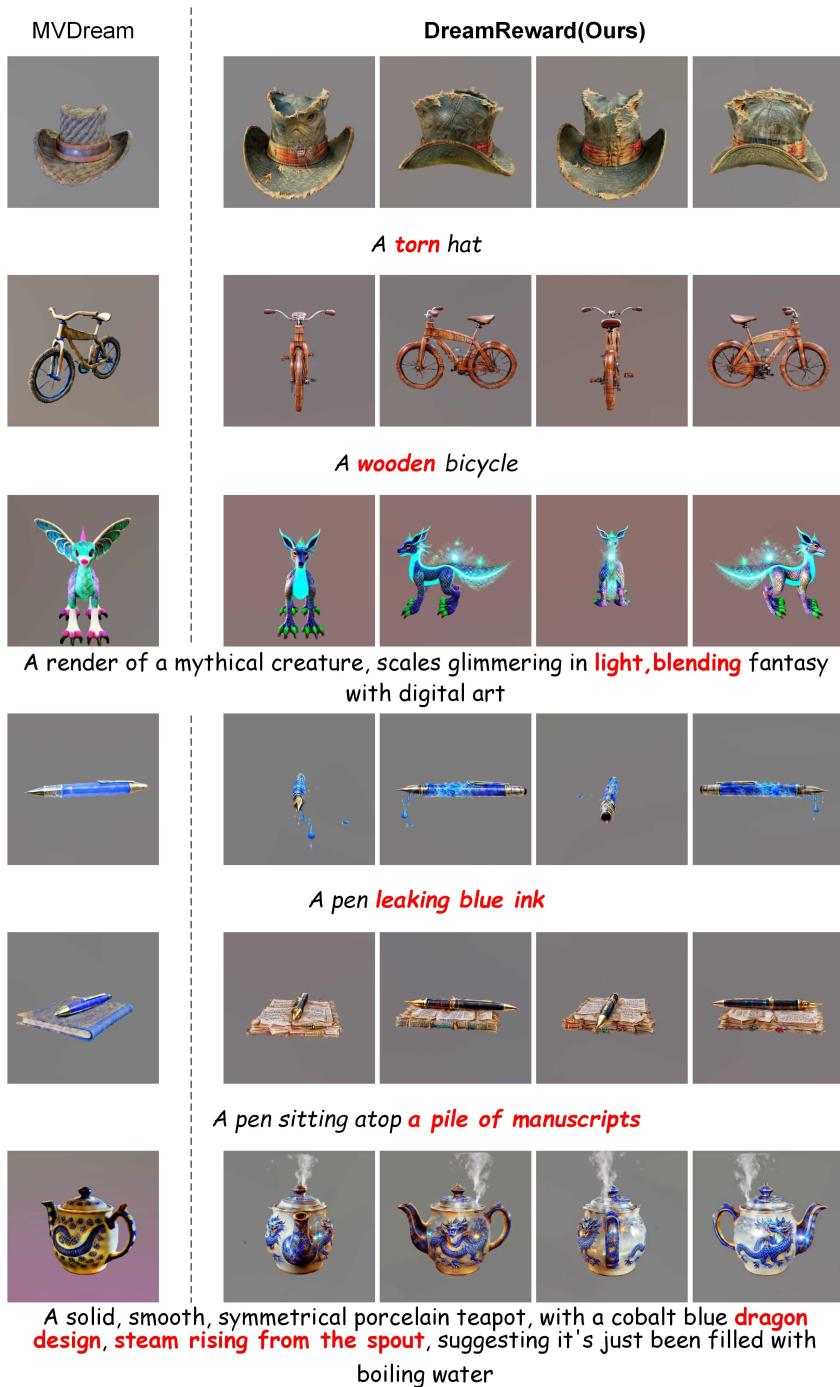 MVDream
DreamReward(Ours)
A torn hat
A wooden bicycle
A render of a mythical creature, scales glimmering in light,blending fantasy
with digital art
A pen leaking blue ink
A pen sitting atop a pile of manuscripts
A solid, smooth, symmetrical porcelain teapot, with a cobalt blue dragon
design, steam rising from the spout, suggesting it's just been filled with
boiling water